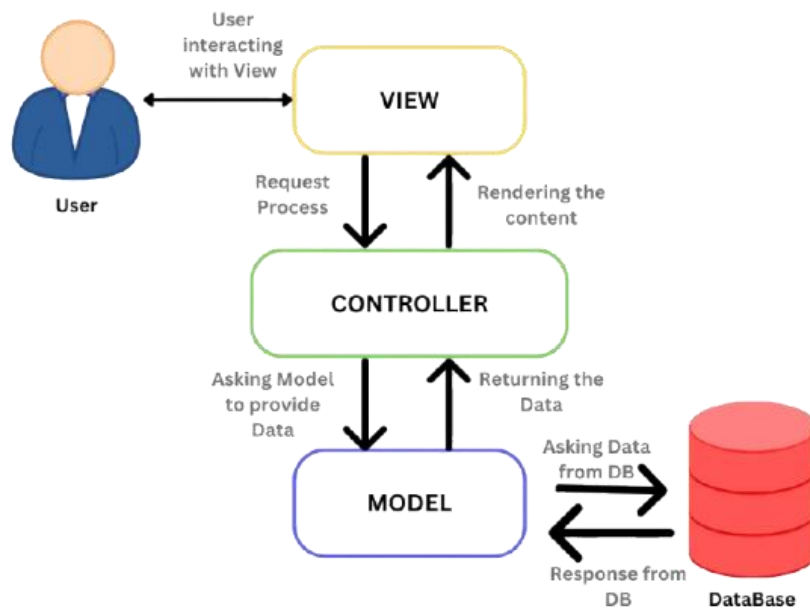 User
interacting
with View
VIEW
User
Request
Process
Rendering the
content
CONTROLLER
Asking Model
to provide
Data
Returning the
Data
MODEL
Asking Data
from DB
Response from
DB
DataBase